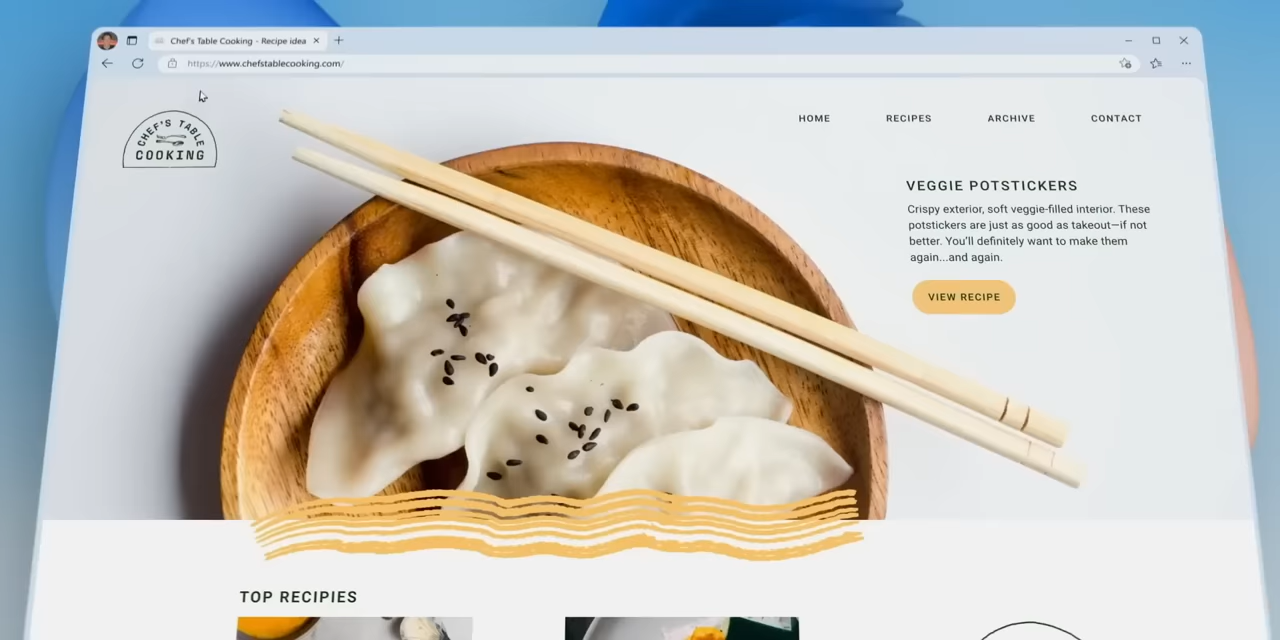 Chef's Table Cooking - Recipe idea
https://www.chefstablecooking.com/
CHEF'S TABLE
COOKING
HOME RECIPES ARCHIVE CONTACT
VEGGIE POTSTICKERS
Crispy exterior, soft veggie-filled interior. These
potstickers are just as good as takeout—if not
better. You'll definitely want to make them
again...and again.
VIEW RECIPE
TOP RECIPIES